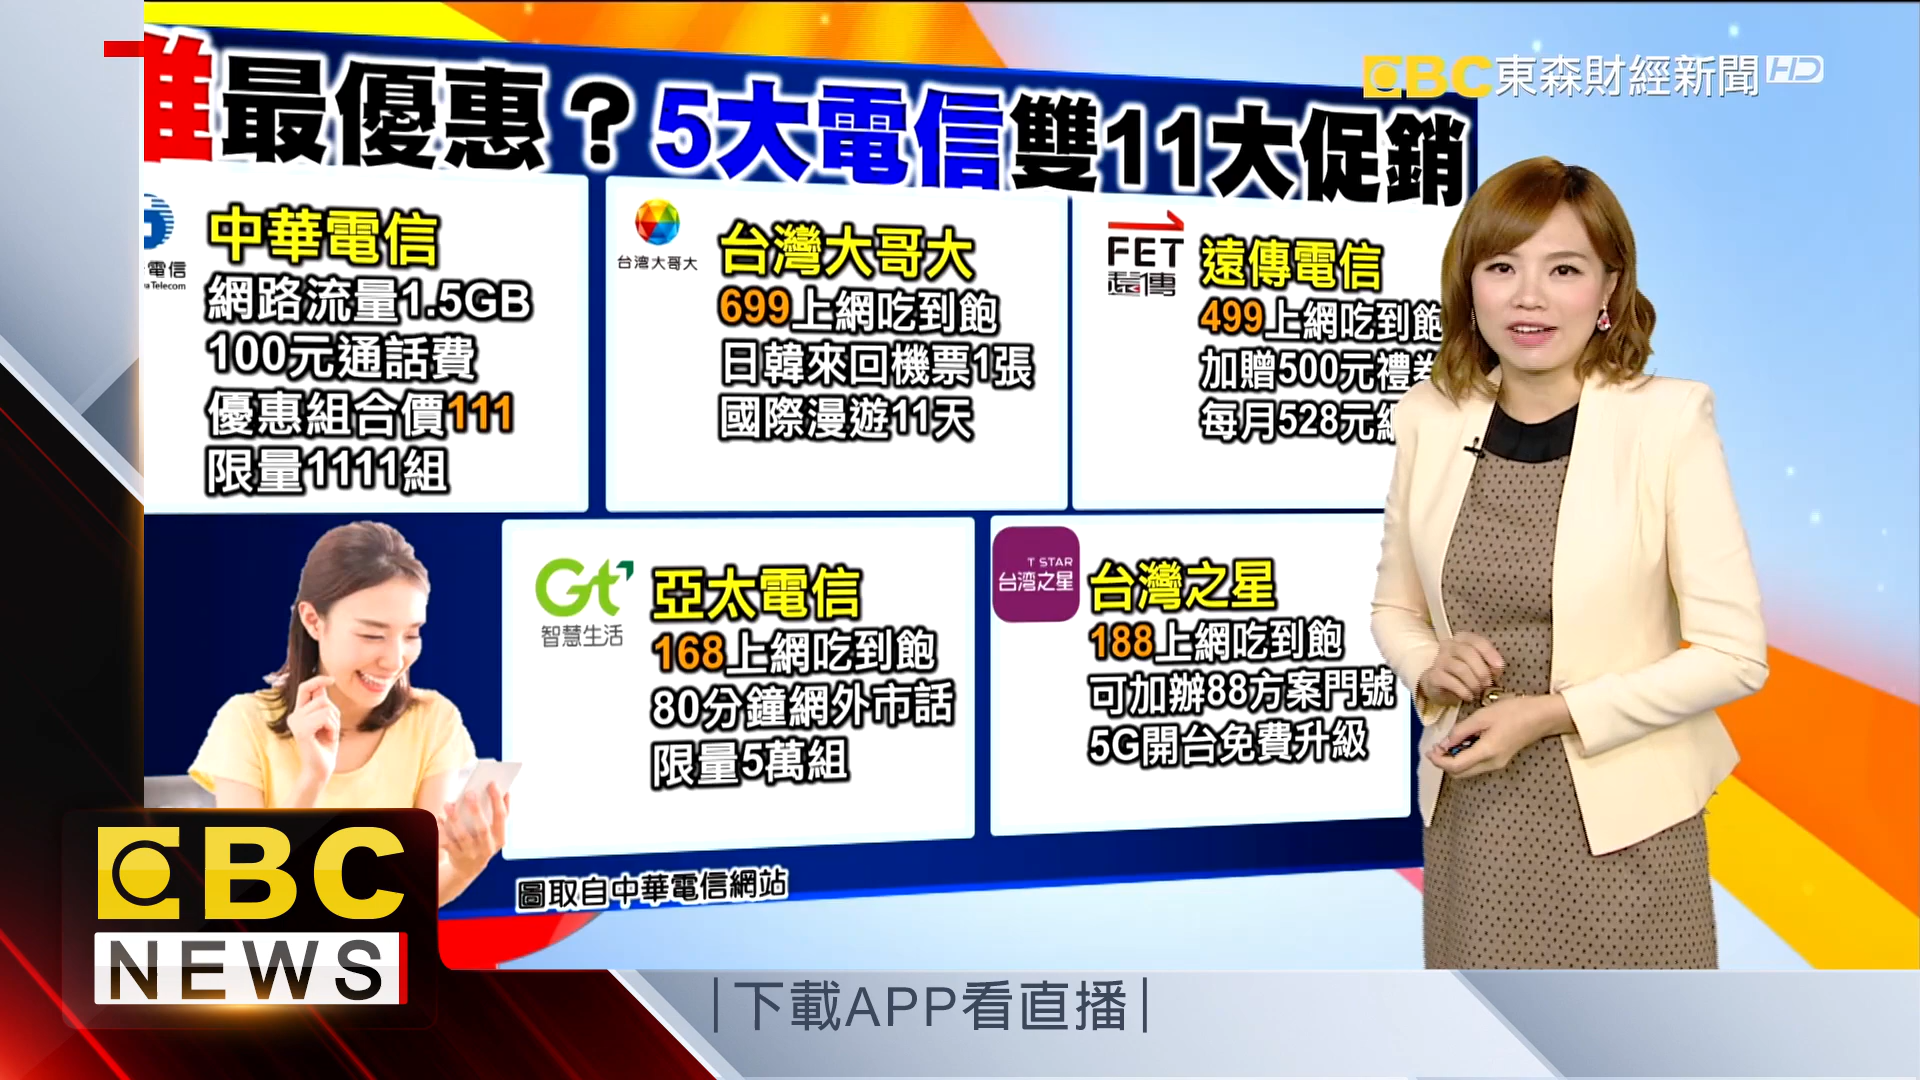 EBC東森財經新聞HD
誰最優惠？5大電信雙11大促銷
電信
中華電信
網路流量1.5GB
100元通話費
優惠組合價111
限量1111組
台灣大哥大
台灣大哥大
699上網吃到飽
日韓來回機票1張
國際漫遊11天
FET
遠傳
遠傳電信
499上網吃到飽
加贈500元禮券
每月528元
Gt
智慧生活
亞太電信
168上網吃到飽
80分鐘網外市話
限量5萬組
T STAR
台灣之星
台灣之星
188上網吃到飽
可加辦88方案門號
5G開台免費升級
圖取自中華電信網站
EBC
NEWS
|下載APP看直播|